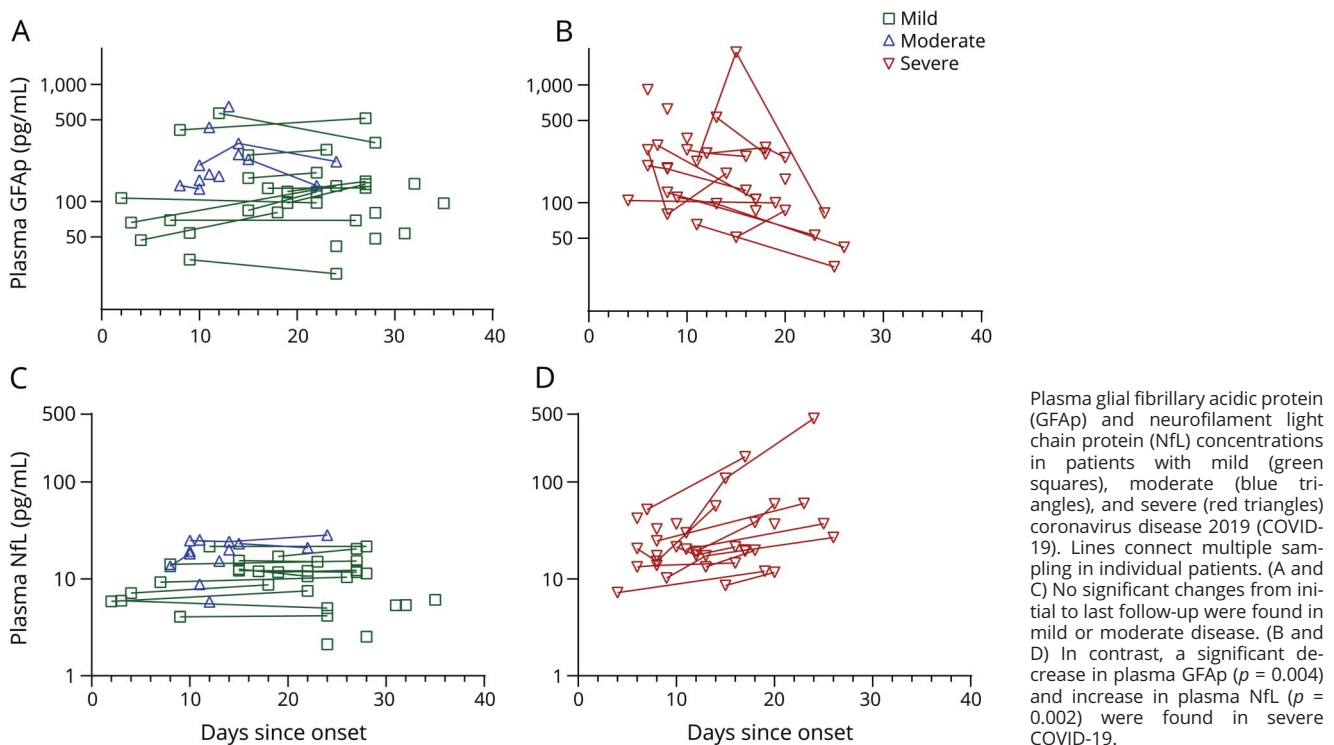 A
B
Mild
Moderate
Severe
Plasma GFAp (pg/mL)
1,000
500
100
50
0 10 20 30 40
1,000
500
100
50
0 10 20 30 40
C
D
Plasma NfL (pg/mL)
500
100
10
1
0 10 20 30 40
Days since onset
500
100
10
1
0 10 20 30 40
Days since onset
Plasma glial fibrillary acidic protein
(GFAp) and neurofilament light
chain protein (NfL) concentrations
in patients with mild (green
squares), moderate (blue tri-
angles), and severe (red triangles)
coronavirus disease 2019 (COVID-
19). Lines connect multiple sam-
pling in individual patients. (A and
C) No significant changes from ini-
tial to last follow-up were found in
mild or moderate disease. (B and
D) In contrast, a significant de-
crease in plasma GFAp (p = 0.004)
and increase in plasma NfL (p =
0.002) were found in severe
COVID-19.